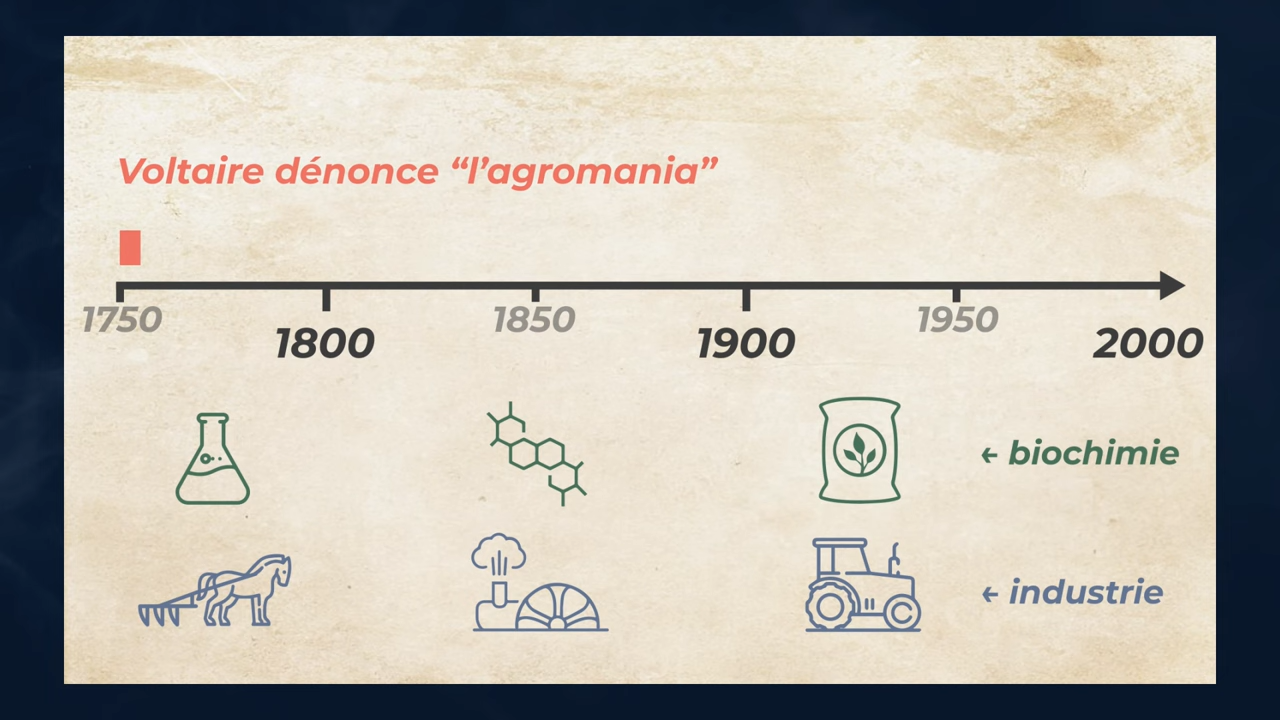 Voltaire dénonce “l’agromania”
1750
1800
1850
1900
1950
2000
← biochimie
← industrie